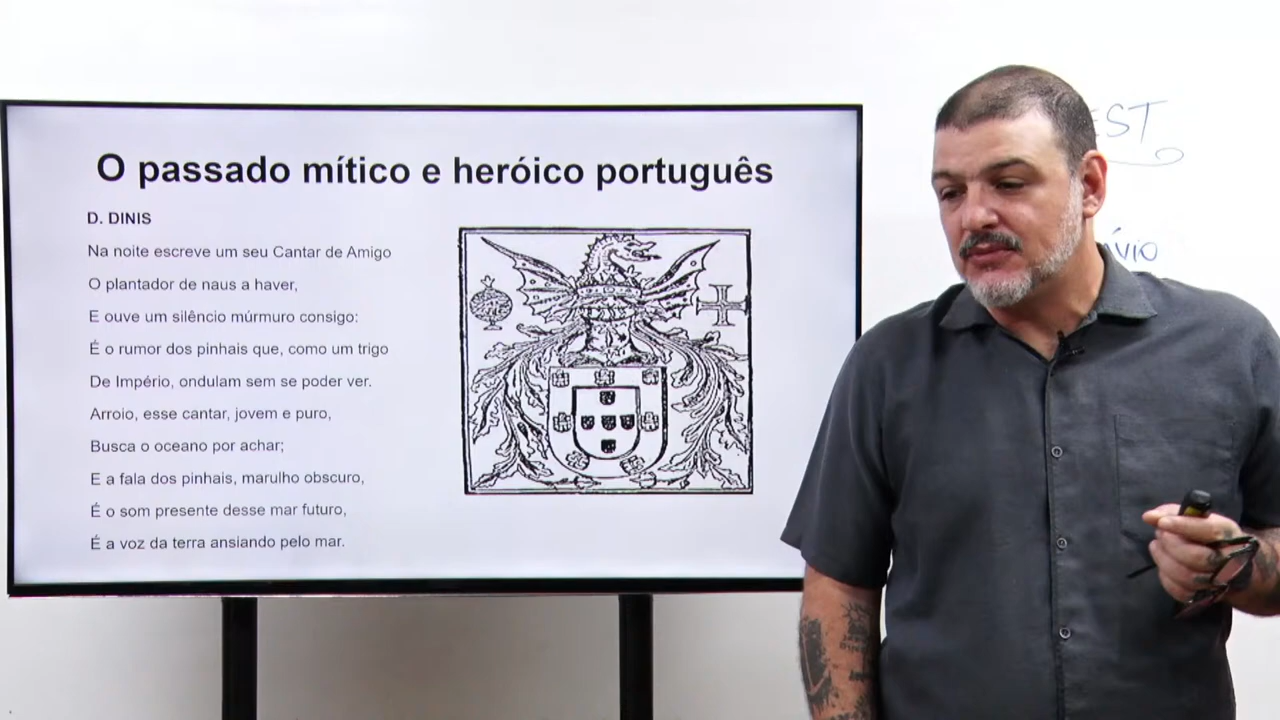 O passado mítico e heróico português
D. DINIS
Na noite escreve um seu Cantar de Amigo
O plantador de naus a haver,
E ouve um silêncio múrmuro consigo:
É o rumor dos pinhais que, como um trigo
De Império, ondulam sem se poder ver.
Arroio, esse cantar, jovem e puro,
Busca o oceano por achar;
E a fala dos pinhais, marulho obscuro,
É o som presente desse mar futuro,
É a voz da terra ansiando pelo mar.